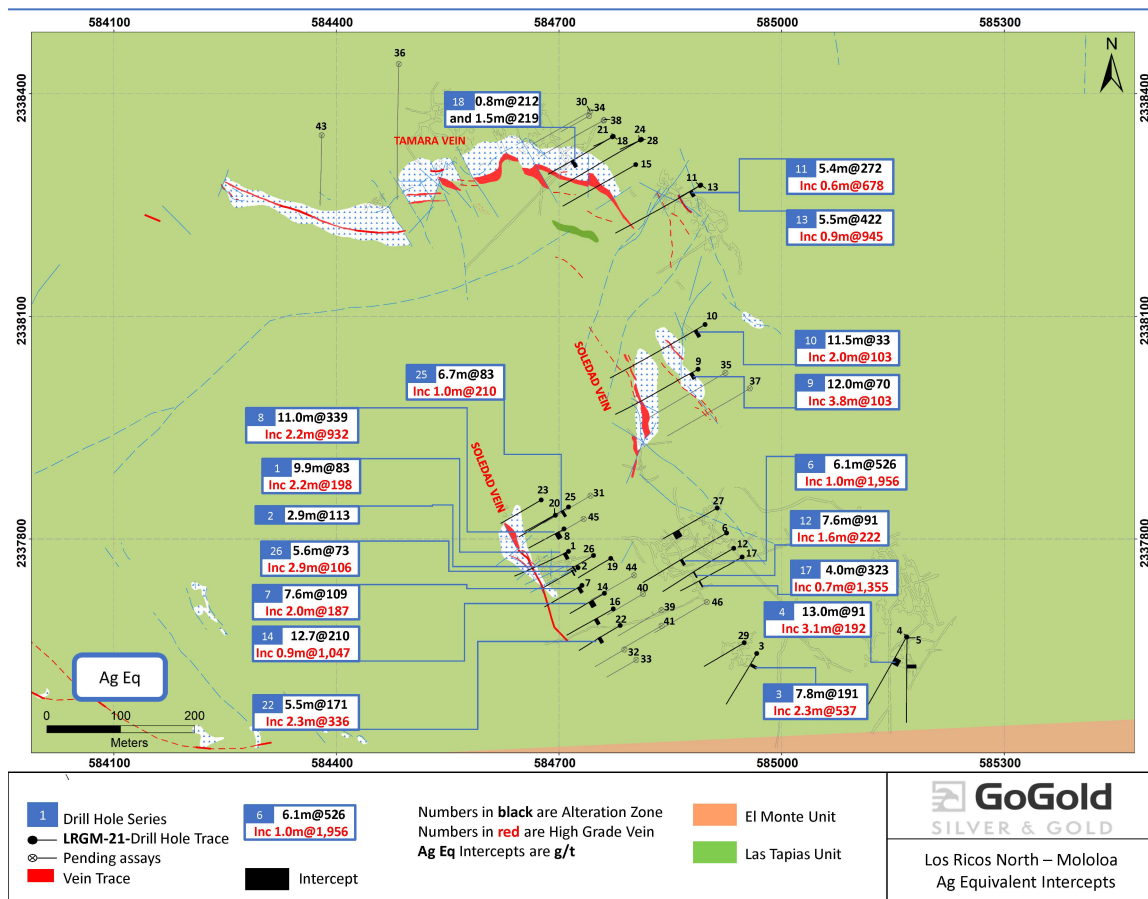 584100 584400 584700 585000 585300
2338400 2338400
2338100 2338100
2337800 2337800
N
36
43
30
34
38
21
18
24
28
15
11
13
18 0.8m@212
and 1.5m@219
TAMARA VEIN
11 5.4m@272
Inc 0.6m@678
13 5.5m@422
Inc 0.9m@945
10
9
35
37
SOLEDAD VEIN
10 11.5m@33
Inc 2.0m@103
9 12.0m@70
Inc 3.8m@103
25 6.7m@83
Inc 1.0m@210
8 11.0m@339
Inc 2.2m@932
1 9.9m@83
Inc 2.2m@198
2 2.9m@113
26 5.6m@73
Inc 2.9m@106
7 7.6m@109
Inc 2.0m@187
14 12.7@210
Inc 0.9m@1,047
22 5.5m@171
Inc 2.3m@336
SOLEDAD VEIN
23
20
25
31
45
8
1
26
2
19
44
7
14
40
16
39
22
41
46
32
33
27
6
12
17
29
3
4
5
6 6.1m@526
Inc 1.0m@1,956
12 7.6m@91
Inc 1.6m@222
17 4.0m@323
Inc 0.7m@1,355
4 13.0m@91
Inc 3.1m@192
3 7.8m@191
Inc 2.3m@537
Ag Eq
0 100 200
Meters
584100 584400 584700 585000 585300
1 Drill Hole Series
LRGM-21-Drill Hole Trace
Pending assays
Vein Trace
6 6.1m@526
Inc 1.0m@1,956
Intercept
Numbers in black are Alteration Zone
Numbers in red are High Grade Vein
Ag Eq Intercepts are g/t
El Monte Unit
Las Tapias Unit
GoGold
SILVER & GOLD
Los Ricos North – Mololoa
Ag Equivalent Intercepts